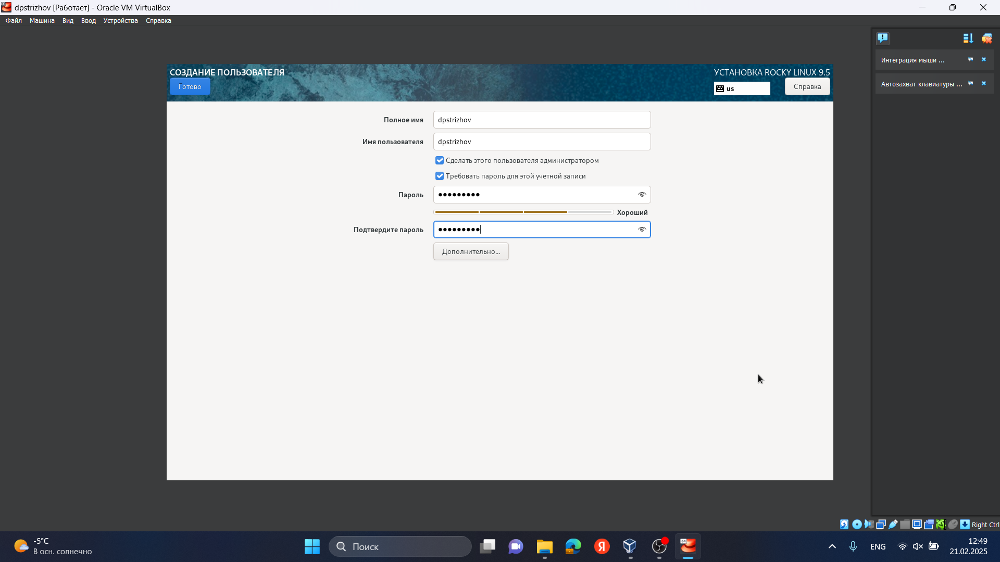 dpstrizhov [Работает] - Oracle VM VirtualBox
Файл Машина Вид Ввод Устройства Справка
Интеграция мыши ...
Автозахват клавиатуры ...
СОЗДАНИЕ ПОЛЬЗОВАТЕЛЯ
УСТАНОВКА ROCKY LINUX 9.5
Готово
us
Справка
Полное имя
dpstrizhov
Имя пользователя
dpstrizhov
Сделать этого пользователя администратором
Требовать пароль для этой учетной записи
Пароль
●●●●●●●●●
Хороший
Подтвердите пароль
●●●●●●●●●
Дополнительно...
Right Ctrl
-5°C
В осн. солнечно
Поиск
Я
64
ENG
12:49
21.02.2025